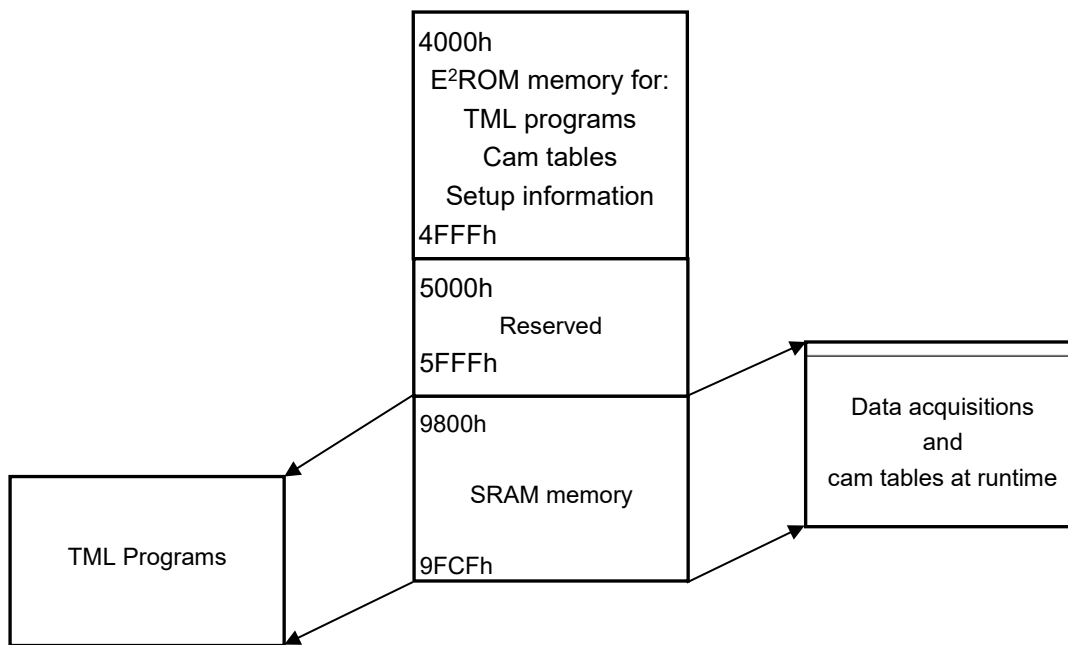 4000h
E²ROM memory for:
TML programs
Cam tables
Setup information
4FFFh
5000h
Reserved
5FFFh
9800h
SRAM memory
9FCFh
TML Programs
Data acquisitions
and
cam tables at runtime